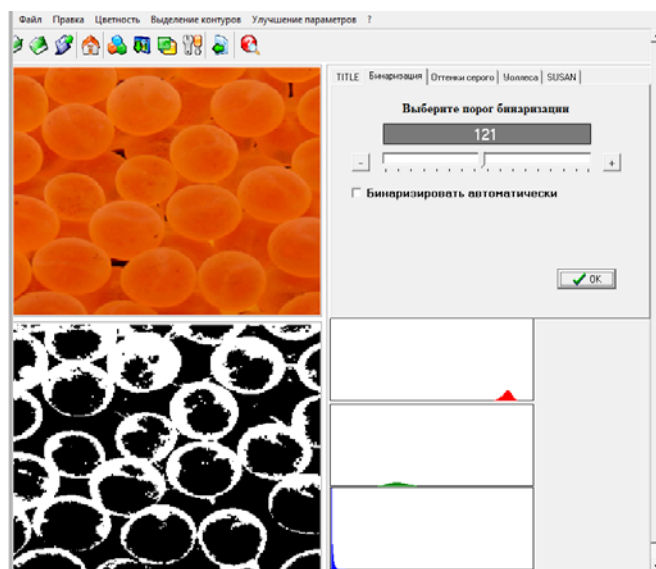 Файл Правка Цветность Выделение контуров Улучшение параметров ?
TITLE Бинаризация Оттенки серого Уоллеса SUSAN
Выберите порог бинаризации
121
- +
Бинаризировать автоматически
OK